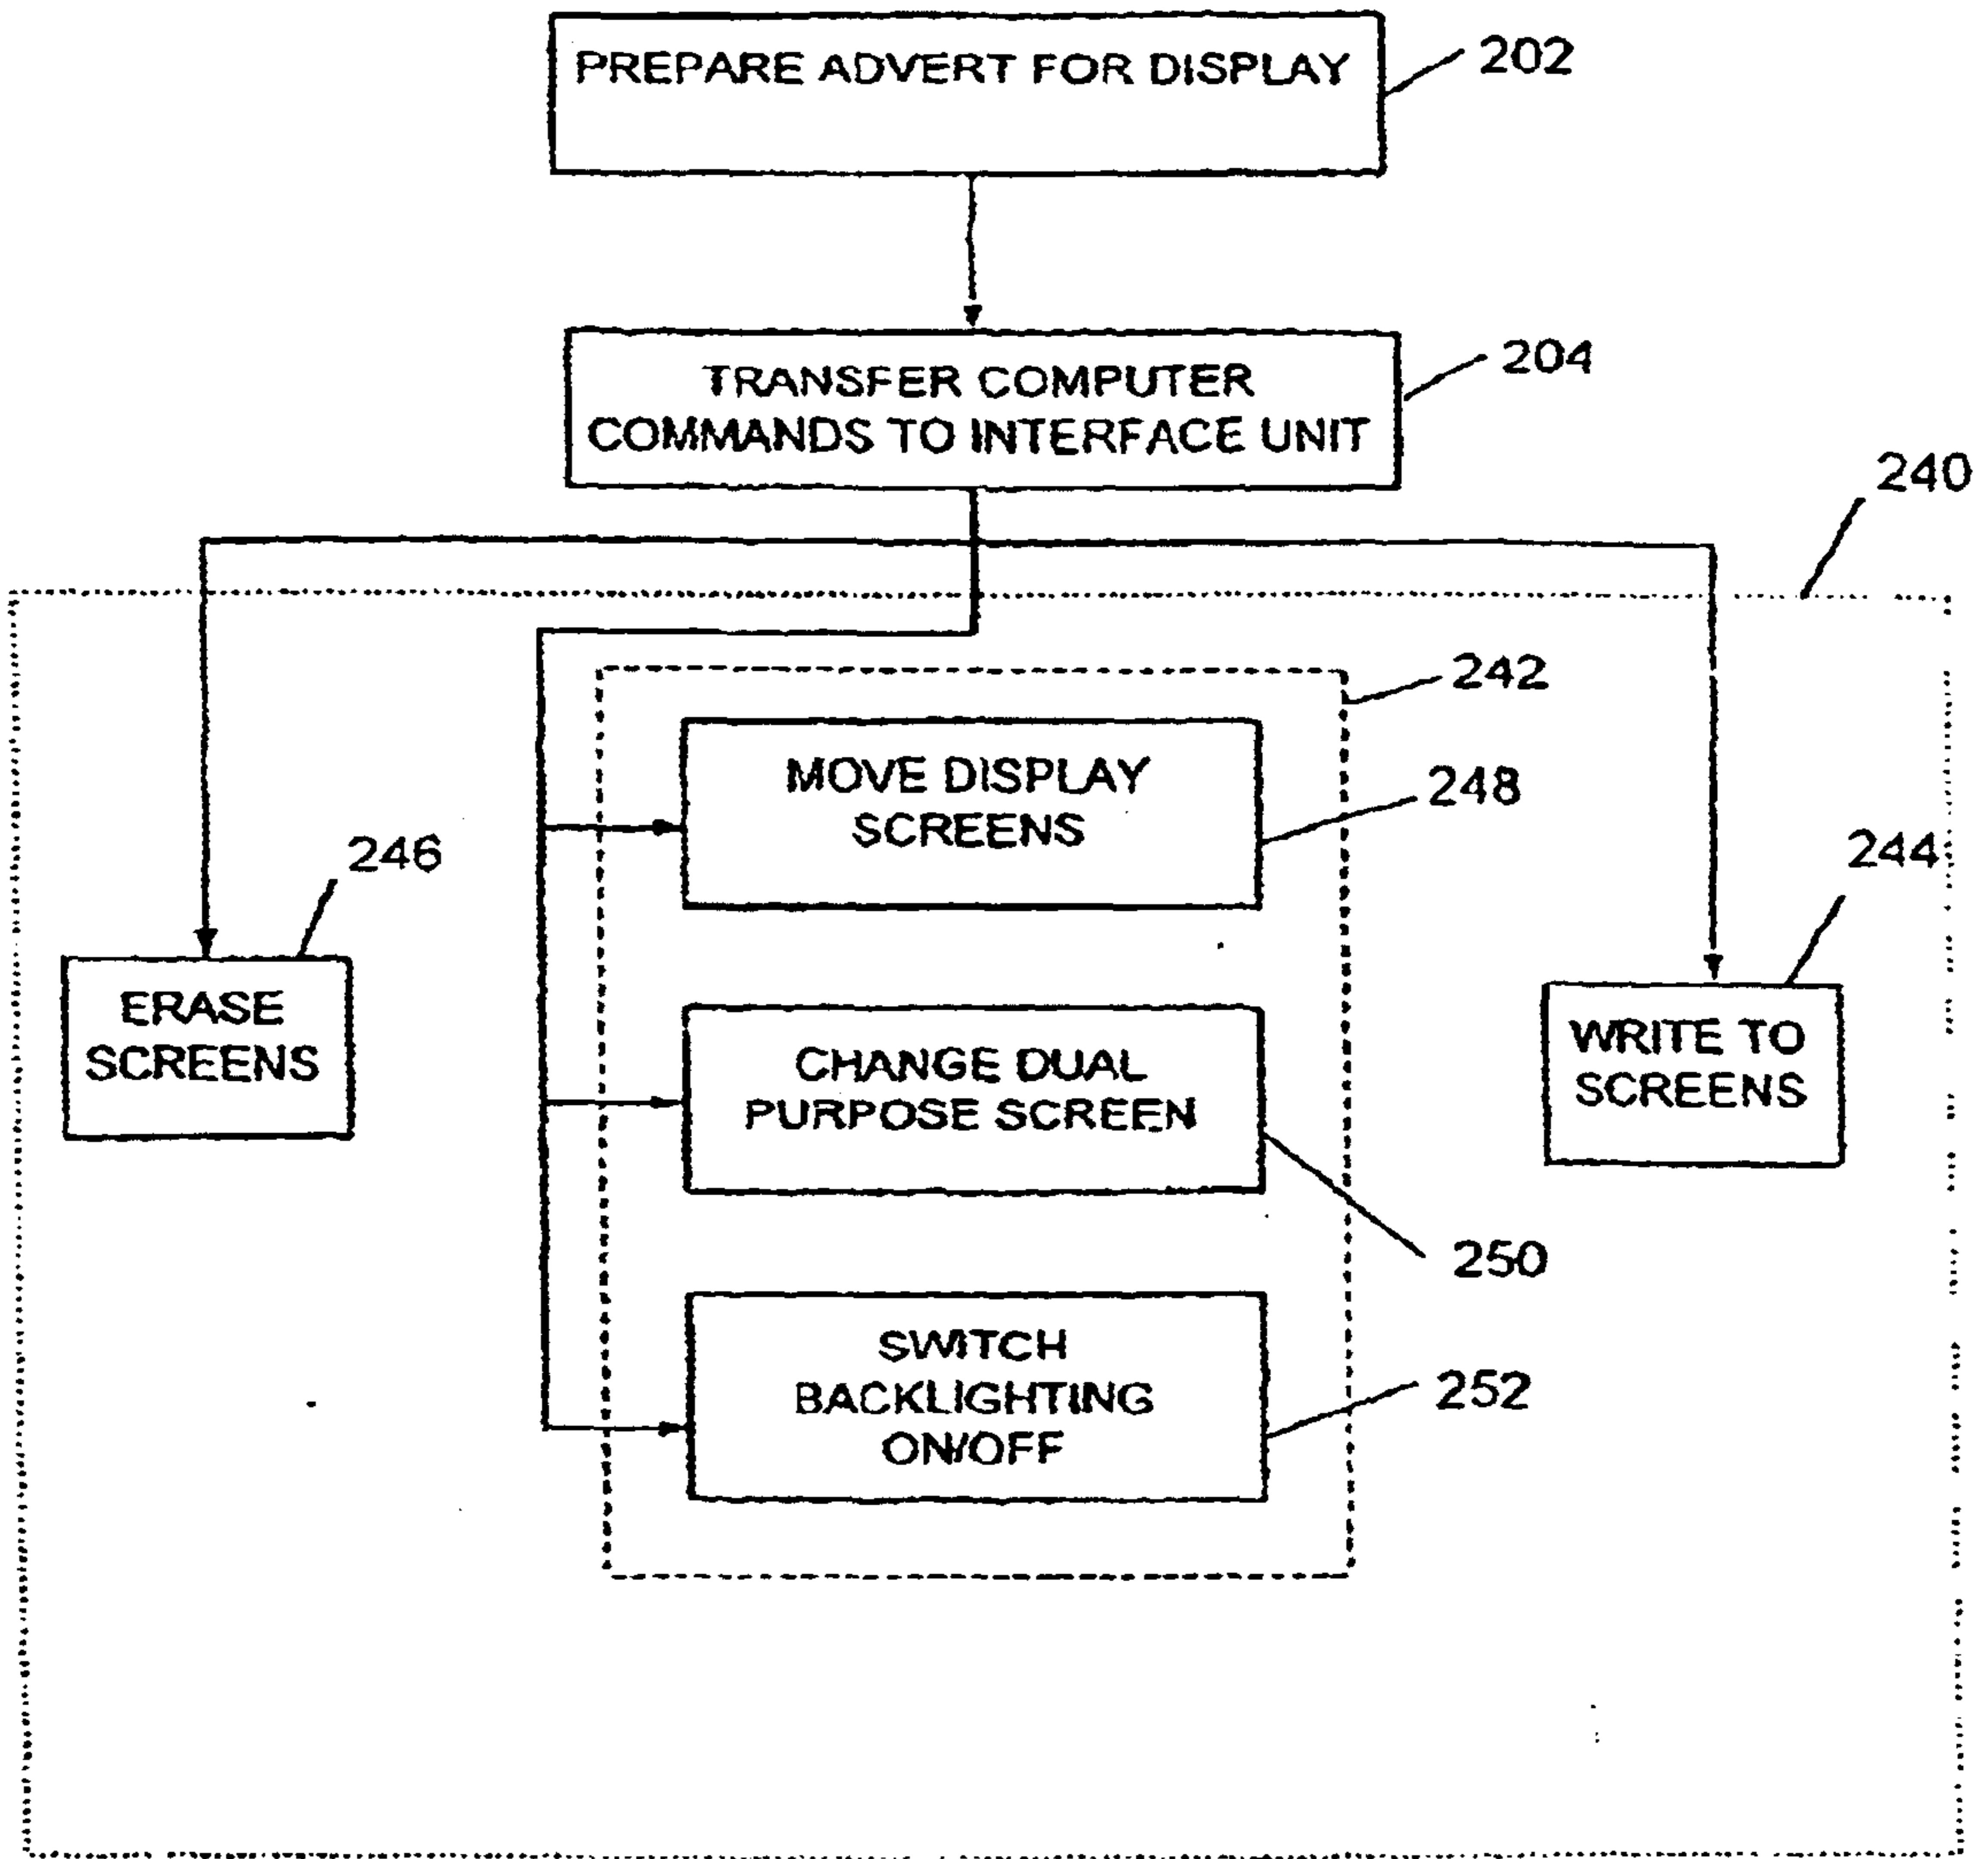 PREPARE ADVERT FOR DISPLAY
202
TRANSFER COMPUTER
COMMANDS TO INTERFACE UNIT
204
240
242
MOVE DISPLAY
SCREENS
248
246
244
ERASE
SCREENS
CHANGE DUAL
PURPOSE SCREEN
WRITE TO
SCREENS
250
SWITCH
BACKLIGHTING
ON/OFF
252